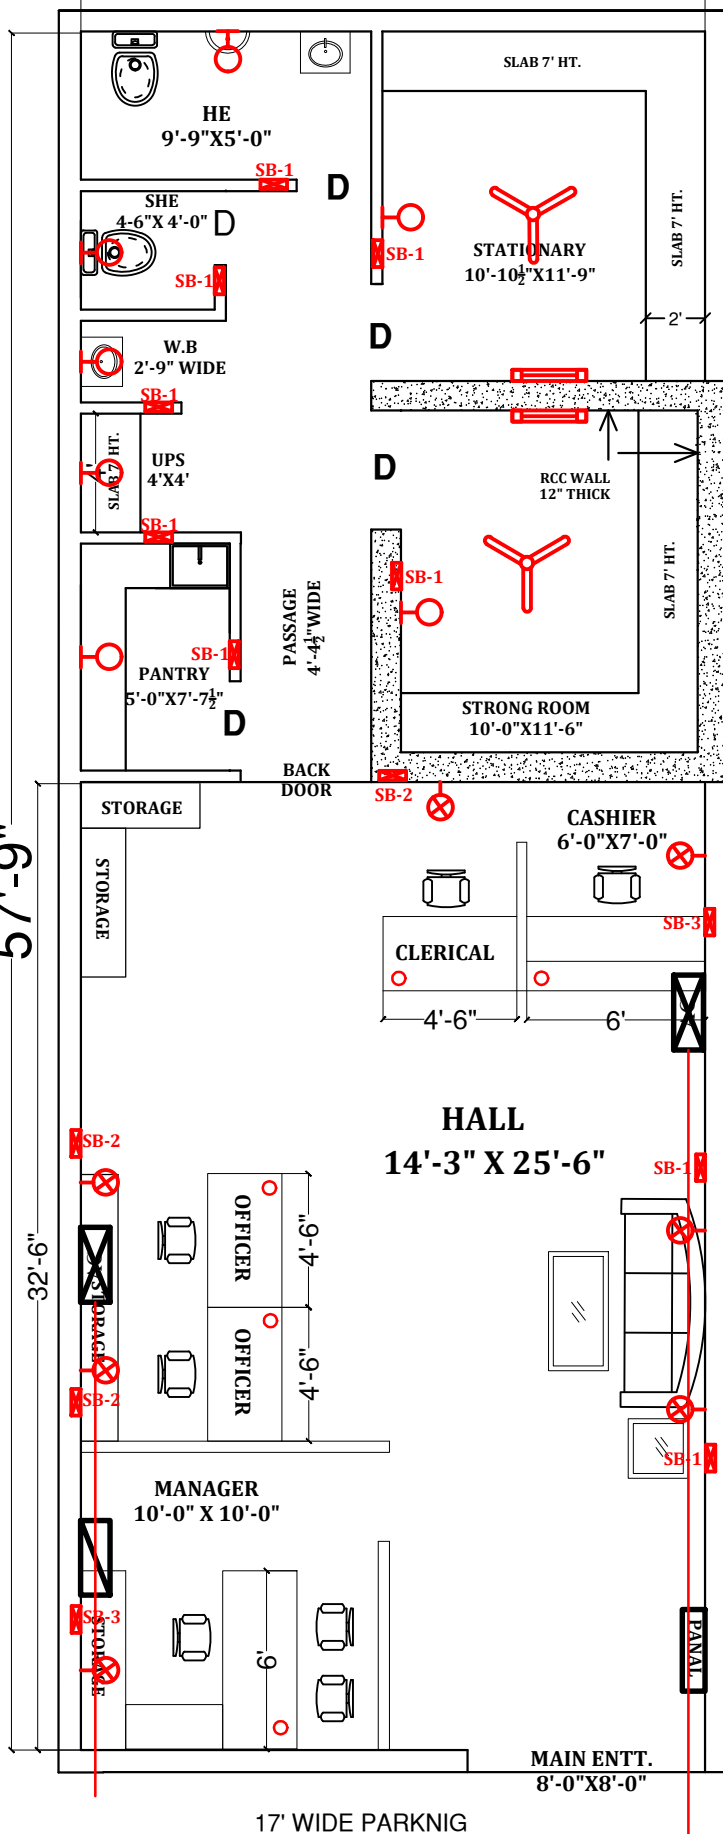 SLAB 7' HT.
HE
9'-9"X5'-0"
SB-1
D
SHE
4-6"X 4'-0"
D
SB-1
SB-1
STATIONARY
10'-10½"X11'-9"
SLAB 7' HT.
2'
W.B
2'-9" WIDE
D
SB-1
SLAB 7' HT.
UPS
4'X4'
D
RCC WALL
12" THICK
SB-1
SB-1
SLAB 7' HT.
PASSAGE
4'-4½"WIDE
SB-1
PANTRY
5'-0"X7'-7½"
D
STRONG ROOM
10'-0"X11'-6"
BACK
DOOR
SB-2
STORAGE
STORAGE
CASHIER
6'-0"X7'-0"
57'-9"
SB-3
CLERICAL
4'-6"
6'
HALL
14'-3" X 25'-6"
SB-2
SB-1
OFFICER
4'-6"
32'-6"
STORAGE
OFFICER
4'-6"
SB-2
SB-1
MANAGER
10'-0" X 10'-0"
SB-3
STORAGE
6'
PANAL
MAIN ENTT.
8'-0"X8'-0"
17' WIDE PARKNIG